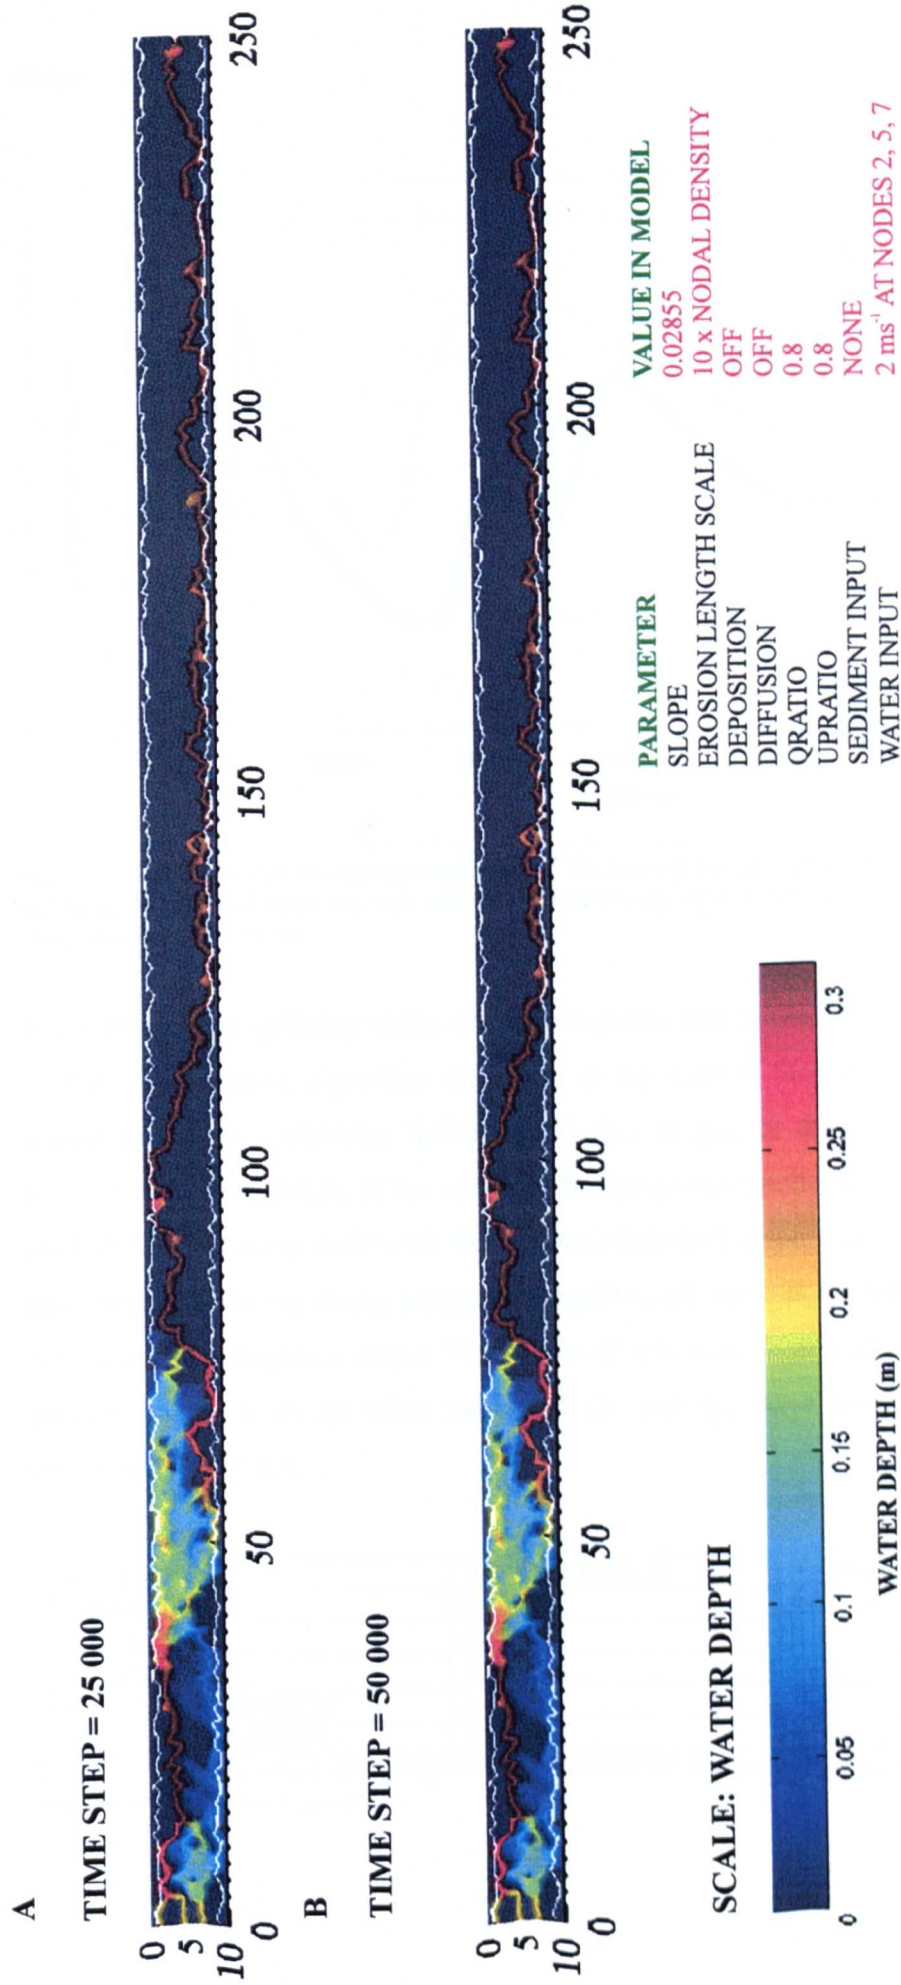 A
TIME STEP = 25 000
0
5
10
0 50 100 150 200 250
B
TIME STEP = 50 000
0
5
10
0 50 100 150 200 250
SCALE: WATER DEPTH
0 0.05 0.1 0.15 0.2 0.25 0.3
WATER DEPTH (m)
PARAMETER VALUE IN MODEL
SLOPE 0.02855
EROSION LENGTH SCALE 10 x NODAL DENSITY
DEPOSITION OFF
DIFFUSION OFF
QRATIO 0.8
UPRATIO 0.8
SEDIMENT INPUT NONE
WATER INPUT 2 ms⁻¹ AT NODES 2, 5, 7